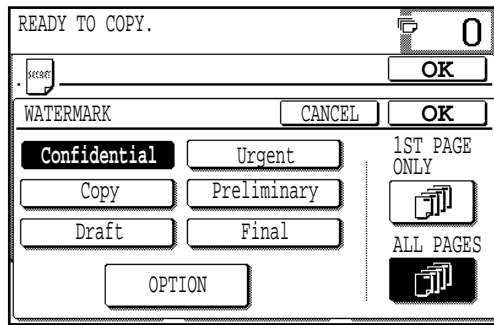 READY TO COPY.
0
SECRET
OK
WATERMARK
CANCEL
OK
Confidential
Urgent
1ST PAGE
ONLY
Copy
Preliminary
Draft
Final
ALL PAGES
OPTION